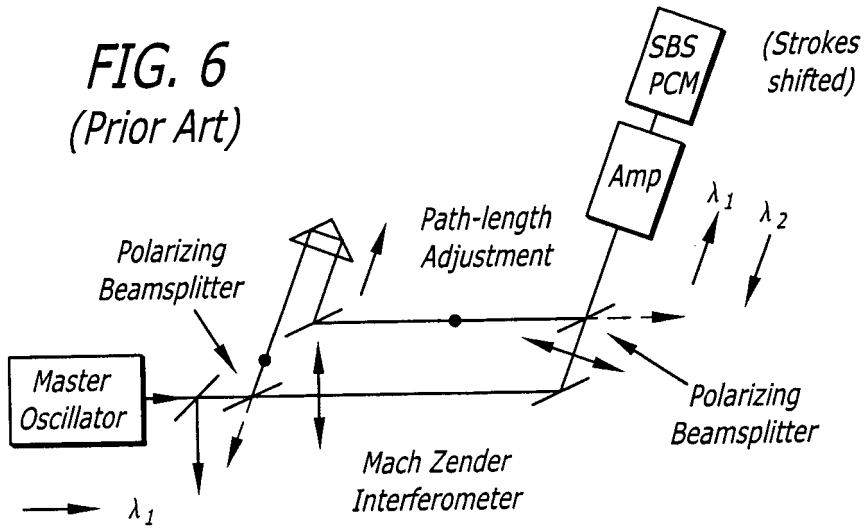 FIG. 6
(Prior Art)
SBS
PCM
(Strokes
shifted)
Amp
λ1
λ2
Path-length
Adjustment
Polarizing
Beamsplitter
Master
Oscillator
Polarizing
Beamsplitter
Mach Zender
Interferometer
λ1